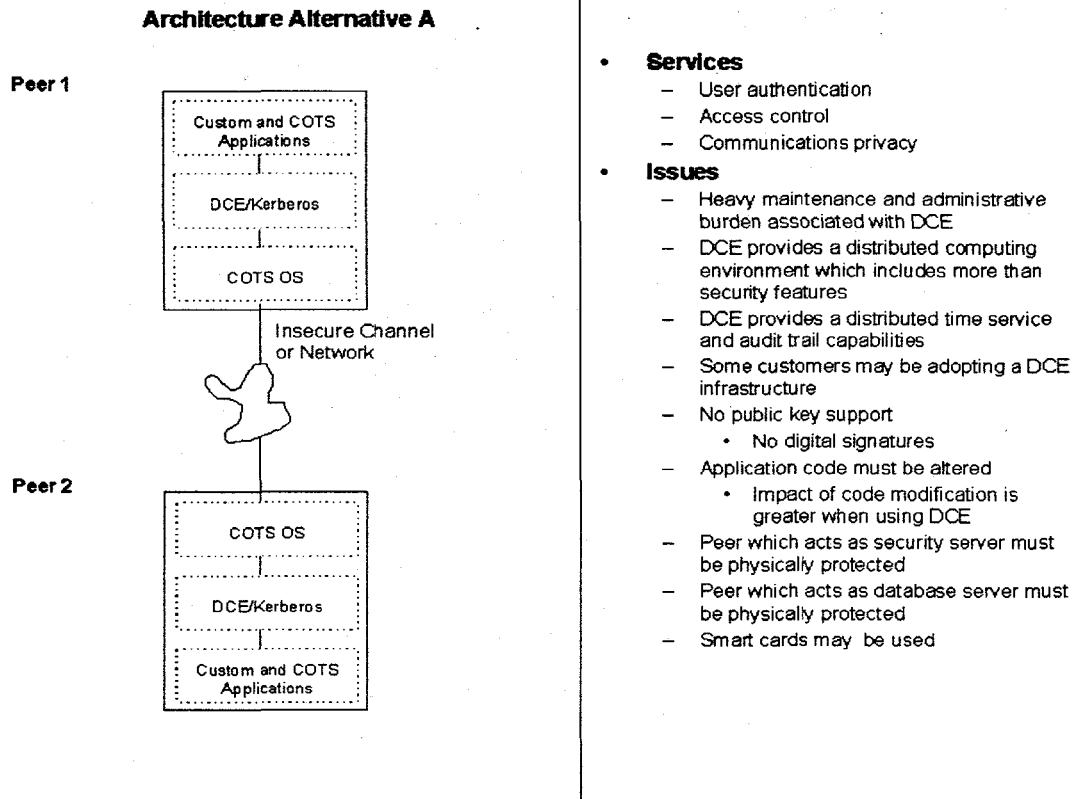 Architecture Alternative A
Peer 1
Custom and COTS
Applications
DCE/Kerberos
COTS OS
Insecure Channel
or Network
Peer 2
COTS OS
DCE/Kerberos
Custom and COTS
Applications
• Services
– User authentication
– Access control
– Communications privacy
• Issues
– Heavy maintenance and administrative
burden associated with DCE
– DCE provides a distributed computing
environment which includes more than
security features
– DCE provides a distributed time service
and audit trail capabilities
– Some customers may be adopting a DCE
infrastructure
– No public key support
• No digital signatures
– Application code must be altered
• Impact of code modification is
greater when using DCE
– Peer which acts as security server must
be physically protected
– Peer which acts as database server must
be physically protected
– Smart cards may be used